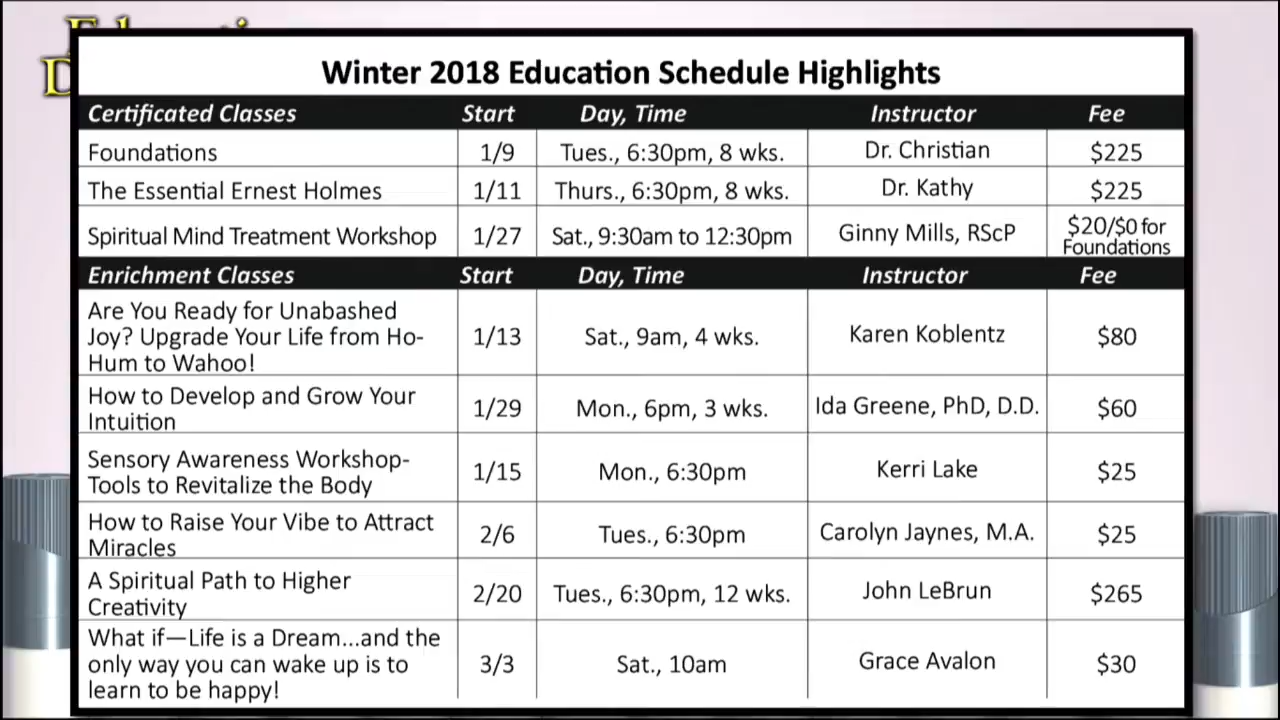 Winter 2018 Education Schedule Highlights
Certificated Classes Start Day, Time Instructor Fee
Foundations 1/9 Tues., 6:30pm, 8 wks. Dr. Christian $225
The Essential Ernest Holmes 1/11 Thurs., 6:30pm, 8 wks. Dr. Kathy $225
Spiritual Mind Treatment Workshop 1/27 Sat., 9:30am to 12:30pm Ginny Mills, RScP $20/$0 for
Foundations
Enrichment Classes Start Day, Time Instructor Fee
Are You Ready for Unabashed
Joy? Upgrade Your Life from Ho-
Hum to Wahoo!
1/13 Sat., 9am, 4 wks. Karen Koblentz $80
How to Develop and Grow Your
Intuition
1/29 Mon., 6pm, 3 wks. Ida Greene, PhD, D.D. $60
Sensory Awareness Workshop-
Tools to Revitalize the Body
1/15 Mon., 6:30pm Kerri Lake $25
How to Raise Your Vibe to Attract
Miracles
2/6 Tues., 6:30pm Carolyn Jaynes, M.A. $25
A Spiritual Path to Higher
Creativity
2/20 Tues., 6:30pm, 12 wks. John LeBrun $265
What if—Life is a Dream...and the
only way you can wake up is to
learn to be happy!
3/3 Sat., 10am Grace Avalon $30